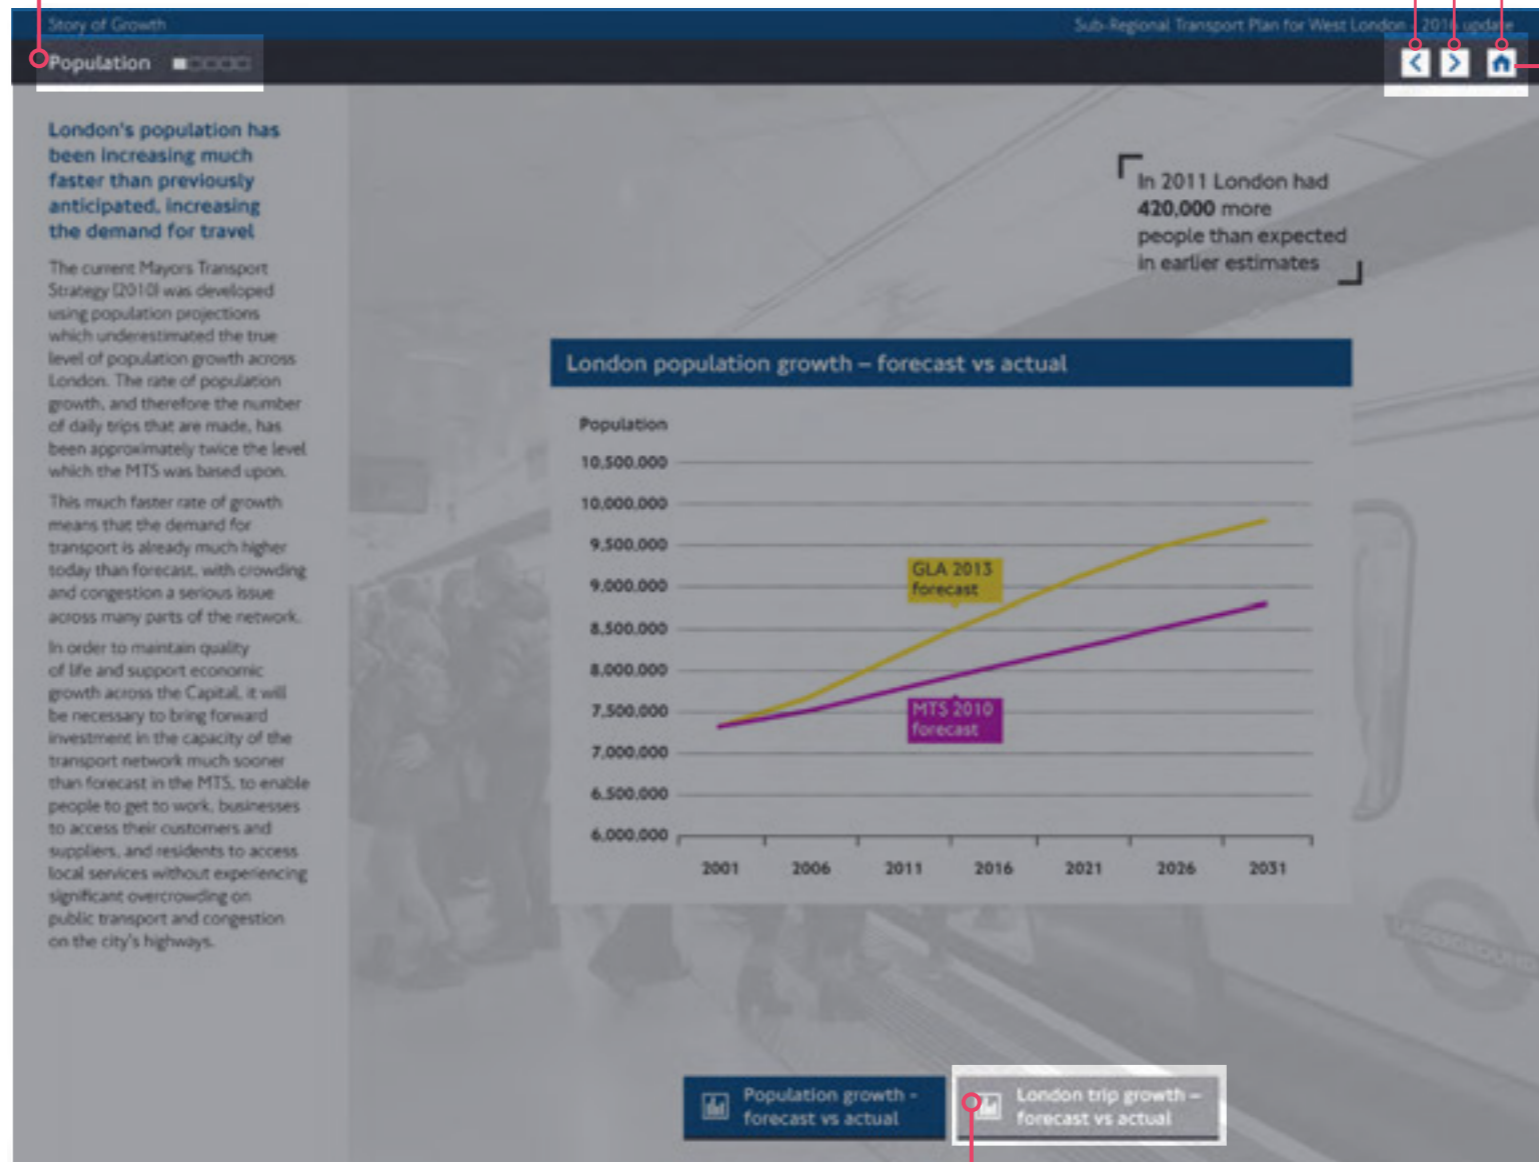 Story of Growth
Sub-Regional Transport Plan for West London - 2016 update
Population
London's population has
been increasing much
faster than previously
anticipated, increasing
the demand for travel
The current Mayors Transport
Strategy (2010) was developed
using population projections
which underestimated the true
level of population growth across
London. The rate of population
growth, and therefore the number
of daily trips that are made, has
been approximately twice the level
which the MTS was based upon.
This much faster rate of growth
means that the demand for
transport is already much higher
today than forecast, with crowding
and congestion a serious issue
across many parts of the network.
In order to maintain quality
of life and support economic
growth across the Capital, it will
be necessary to bring forward
investment in the capacity of the
transport network much sooner
than forecast in the MTS, to enable
people to get to work, businesses
to access their customers and
suppliers, and residents to access
local services without experiencing
significant overcrowding on
public transport and congestion
on the city's highways.
In 2011 London had
420,000 more
people than expected
in earlier estimates
London population growth – forecast vs actual
Population
10,500,000
10,000,000
9,500,000
9,000,000
8,500,000
8,000,000
7,500,000
7,000,000
6,500,000
6,000,000
GLA 2013
forecast
MTS 2010
forecast
2001 2006 2011 2016 2021 2026 2031
UNDERGROUND
Population growth -
forecast vs actual
London trip growth –
forecast vs actual